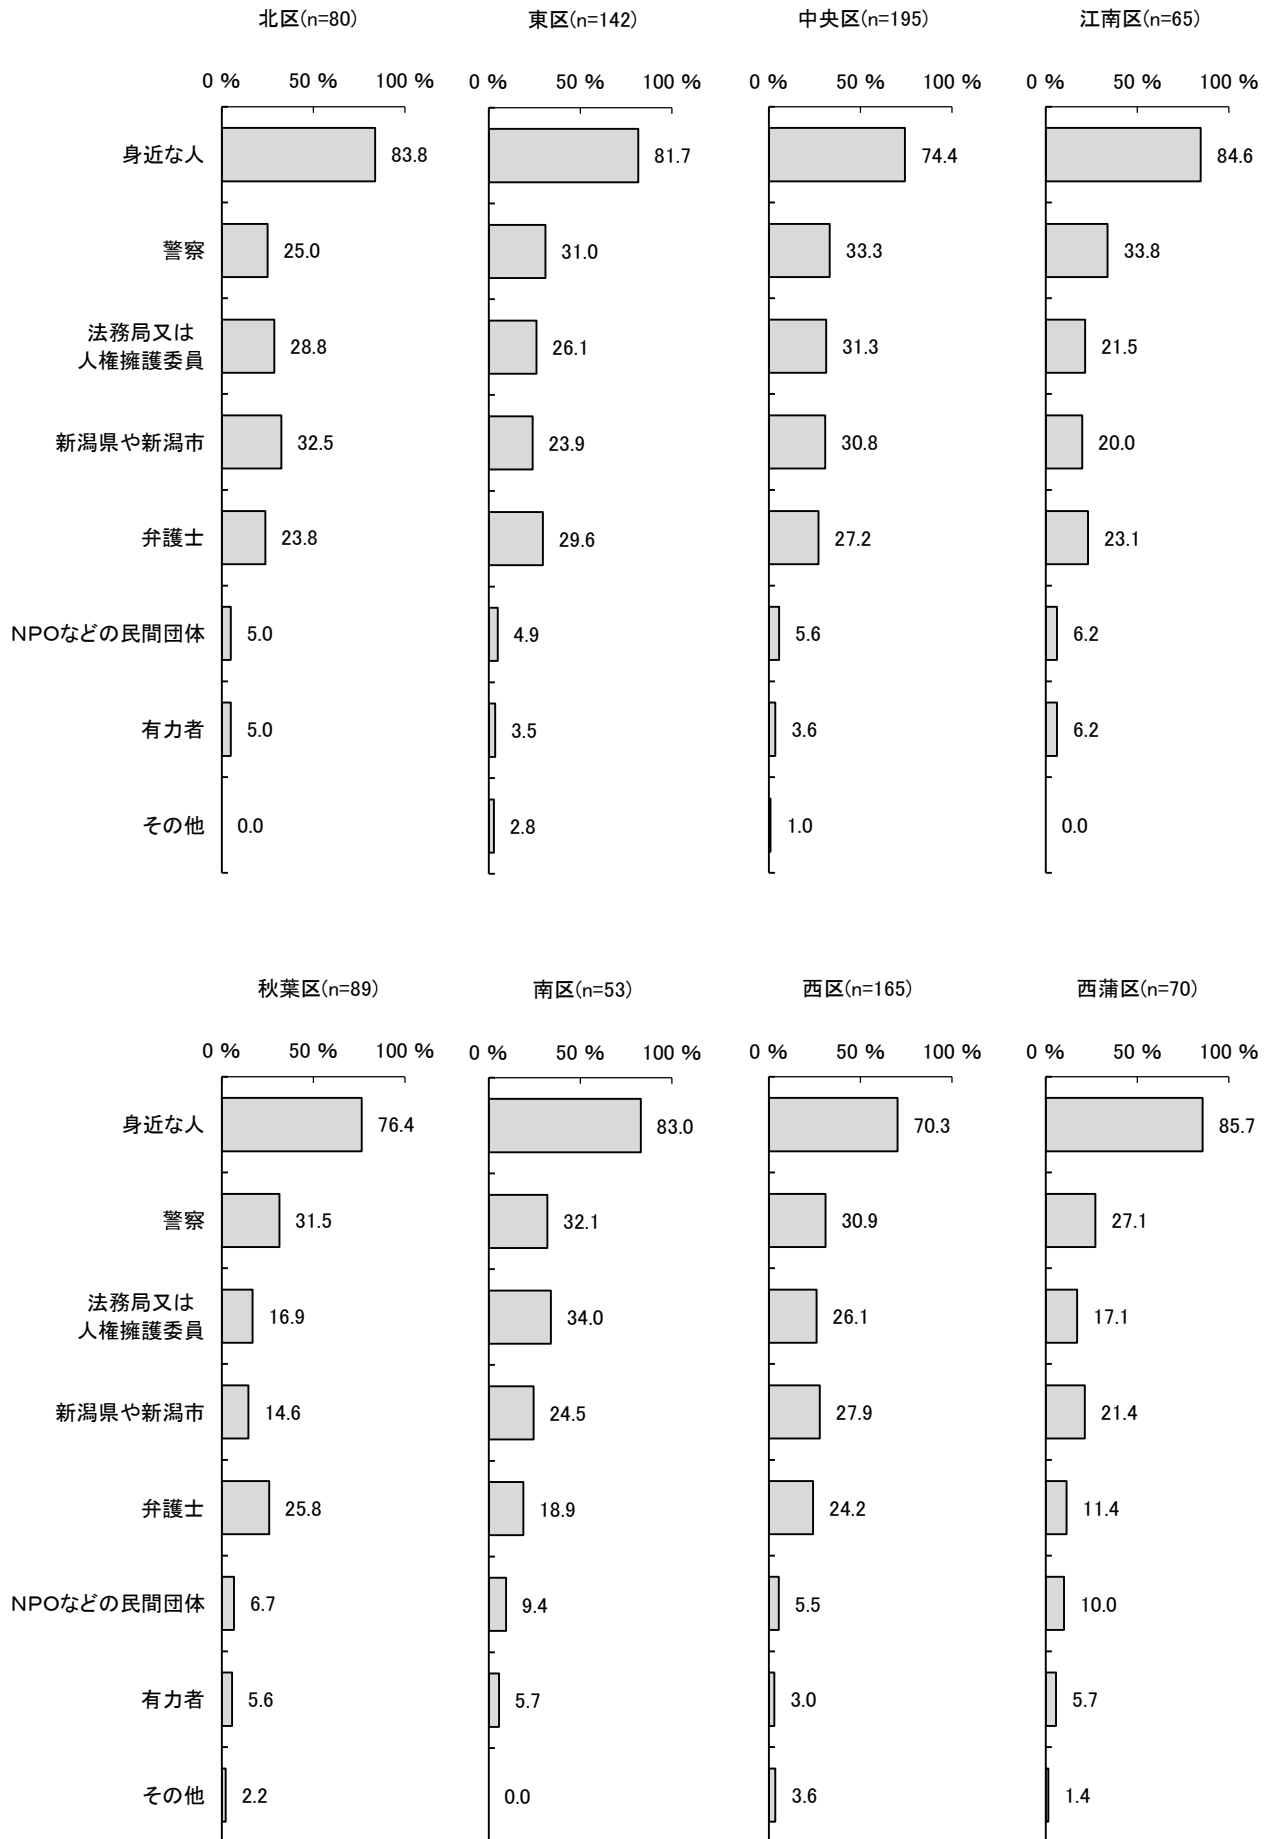 北区(n=80) 東区(n=142) 中央区(n=195) 江南区(n=65)
0 % 50 % 100 % 0 % 50 % 100 % 0 % 50 % 100 % 0 % 50 % 100 %
身近な人 83.8 81.7 74.4 84.6
警察 25.0 31.0 33.3 33.8
法務局又は
人権擁護委員 28.8 26.1 31.3 21.5
新潟県や新潟市 32.5 23.9 30.8 20.0
弁護士 23.8 29.6 27.2 23.1
NPOなどの民間団体 5.0 4.9 5.6 6.2
有力者 5.0 3.5 3.6 6.2
その他 0.0 2.8 1.0 0.0
秋葉区(n=89) 南区(n=53) 西区(n=165) 西蒲区(n=70)
0 % 50 % 100 % 0 % 50 % 100 % 0 % 50 % 100 % 0 % 50 % 100 %
身近な人 76.4 83.0 70.3 85.7
警察 31.5 32.1 30.9 27.1
法務局又は
人権擁護委員 16.9 34.0 26.1 17.1
新潟県や新潟市 14.6 24.5 27.9 21.4
弁護士 25.8 18.9 24.2 11.4
NPOなどの民間団体 6.7 9.4 5.5 10.0
有力者 5.6 5.7 3.0 5.7
その他 2.2 0.0 3.6 1.4